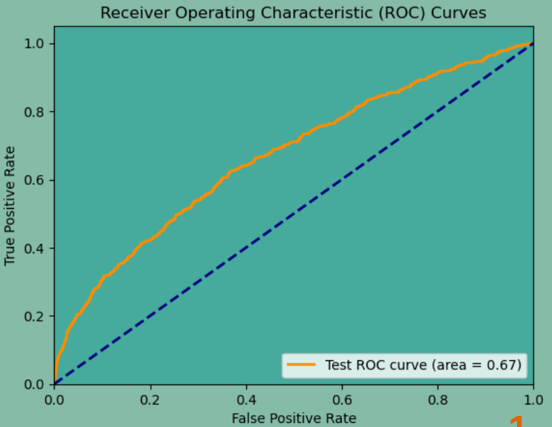 Receiver Operating Characteristic (ROC) Curves
True Positive Rate
1.0
0.8
0.6
0.4
0.2
0.0
Test ROC curve (area = 0.67)
0.0 0.2 0.4 0.6 0.8 1.0
False Positive Rate